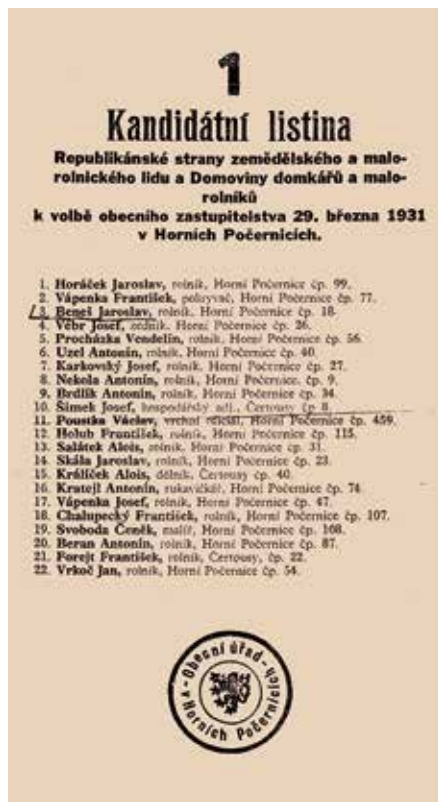 1
Kandidátní listina
Republikánské strany zemědělského a malo-
rolnického lidu a Domoviny domkářů a malo-
rolníků
k volbě obecního zastupitelstva 29. března 1931
v Horních Počernicích.
1. Horáček Jaroslav, rolník, Horní Počernice čp. 99.
2. Vápenka František, pokryvač, Horní Počernice čp. 77.
3. Beneš Jaroslav, rolník, Horní Počernice čp. 18.
4. Věbr Josef, zedník, Horní Počernice čp. 26.
5. Procházka Vendelín, rolník, Horní Počernice čp. 56.
6. Uzel Antonín, rolník, Horní Počernice čp. 40.
7. Karkovský Josef, rolník, Horní Počernice čp. 27.
8. Nekola Antonín, rolník, Horní Počernice čp. 9.
9. Brdlík Antonín, rolník, Horní Počernice čp. 34.
10. Šimek Josef, hospodářský adj., Čertousy čp 8.
11. Poustka Václav, vrchní oficiál, Horní Počernice čp. 459.
12. Holub František, rolník, Horní Počernice čp. 115.
13. Salátek Alois, rolník, Horní Počernice čp. 31.
14. Skála Jaroslav, rolník, Horní Počernice čp. 23.
15. Králíček Alois, dělník, Čertousy čp. 40.
16. Kratejl Antonín, rukavičkář, Horní Počernice čp. 74.
17. Vápenka Josef, rolník, Horní Počernice čp. 47.
18. Chalupecký František, rolník, Horní Počernice čp. 107.
19. Svoboda Čeněk, malíř, Horní Počernice čp. 168.
20. Beran Antonín, rolník, Horní Počernice čp. 87.
21. Forejt František, rolník, Čertousy, čp. 22.
22. Vrkoč Jan, rolník, Horní Počernice čp. 54.
Obecní úřad
v Horních Počernicích